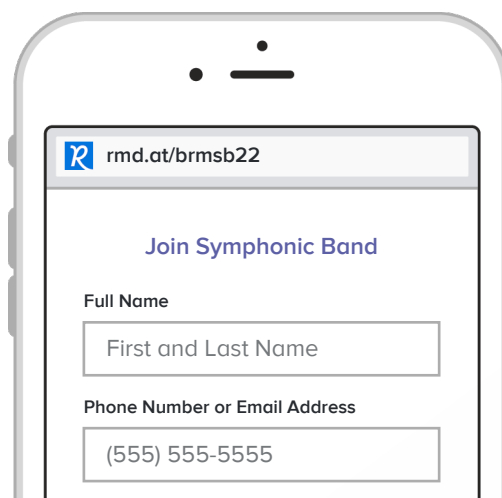 rmd.at/brmsb22
Join Symphonic Band
Full Name
First and Last Name
Phone Number or Email Address
(555) 555-5555